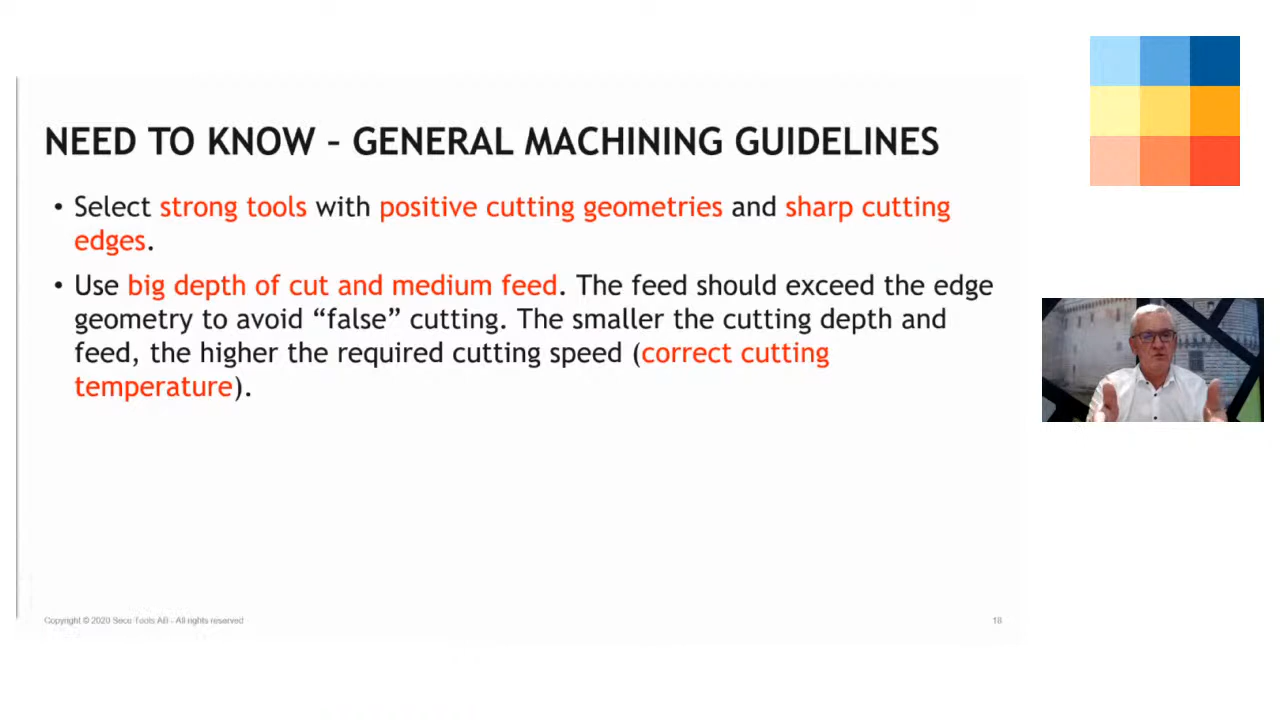 NEED TO KNOW – GENERAL MACHINING GUIDELINES
• Select strong tools with positive cutting geometries and sharp cutting
edges.
• Use big depth of cut and medium feed. The feed should exceed the edge
geometry to avoid “false” cutting. The smaller the cutting depth and
feed, the higher the required cutting speed (correct cutting
temperature).
Copyright © 2020 Seco Tools AB - All rights reserved
18